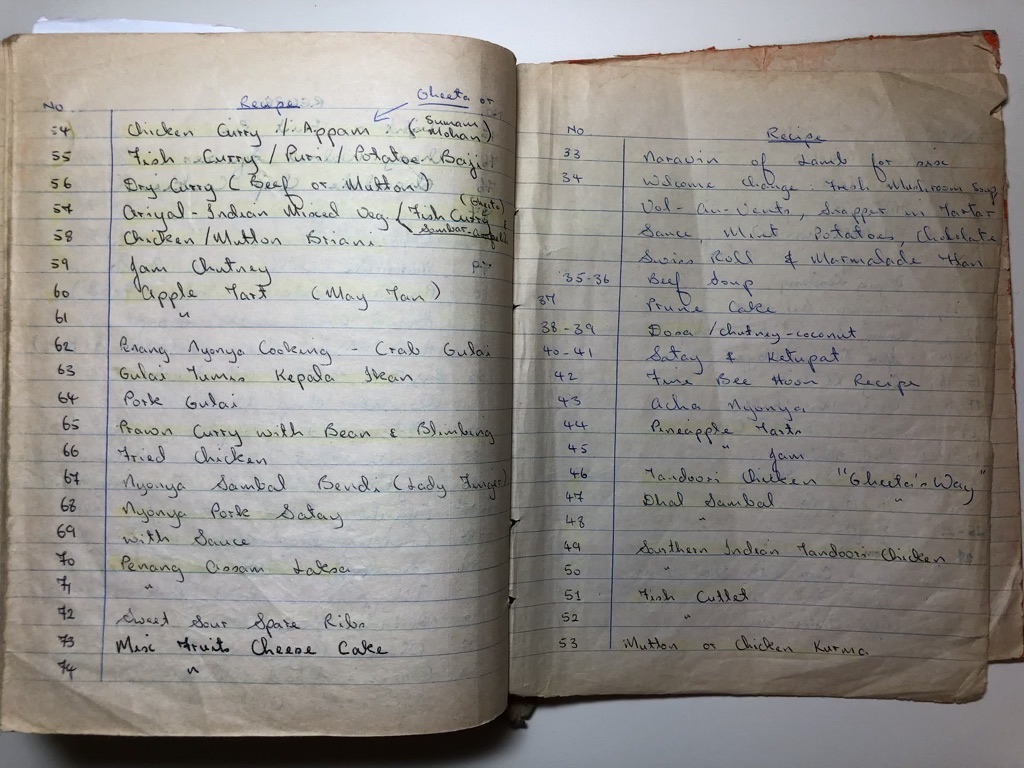 No. Recipe Gheeta or
54 Chicken Curry / Appam. (Sunam Mohan)
55 Fish Curry / Puri / Potatoe Baji
56 Dry Curry (Beef or Mutton)
57 Ariyal - Indian Mixed Veg (Gheeta) Fish Curry
58 Chicken/Mutton Briani Sambar
59 Jam Chutney
60 Apple Tart (May Tan)
61 "
62 Penang Nyonya Cooking - Crab Gulai
63 Gulai Tumis Kepala Ikan
64 Pork Gulai
65 Prawn Curry with Bean & Blimbing
66 Fried Chicken
67 Nyonya Sambal Bendi (Lady Finger)
68 Nyonya Pork Satay
69 with Sauce
70 Penang Assam Laksa
71 "
72 Sweet Sour Spare Ribs
73 Misc Fruits Cheese Cake
74 "
No Recipe
33 Navarin of Lamb for six
34 Welcome Change: Fresh Mushroom Soup
Vol-au-vents, Snapper in Tartar
Sauce, Mint Potatoes, Chokolate
Swiss Roll & Marmalade Flan
35-36 Beef Soup
37 Prune Cake
38-39 Dosa / chutney-coconut
40-41 Satay & Ketupat
42 Fine Bee Hoon Recipe
43 Acha Nyonya
44 Pineapple Tarts
45 " Jam
46 Tandoori Chicken "Gheeta's Way"
47 Dhal Sambal "
48 "
49 Southern Indian Tandoori Chicken
50 "
51 Fish Cutlet
52 "
53 Mutton or Chicken Kurma